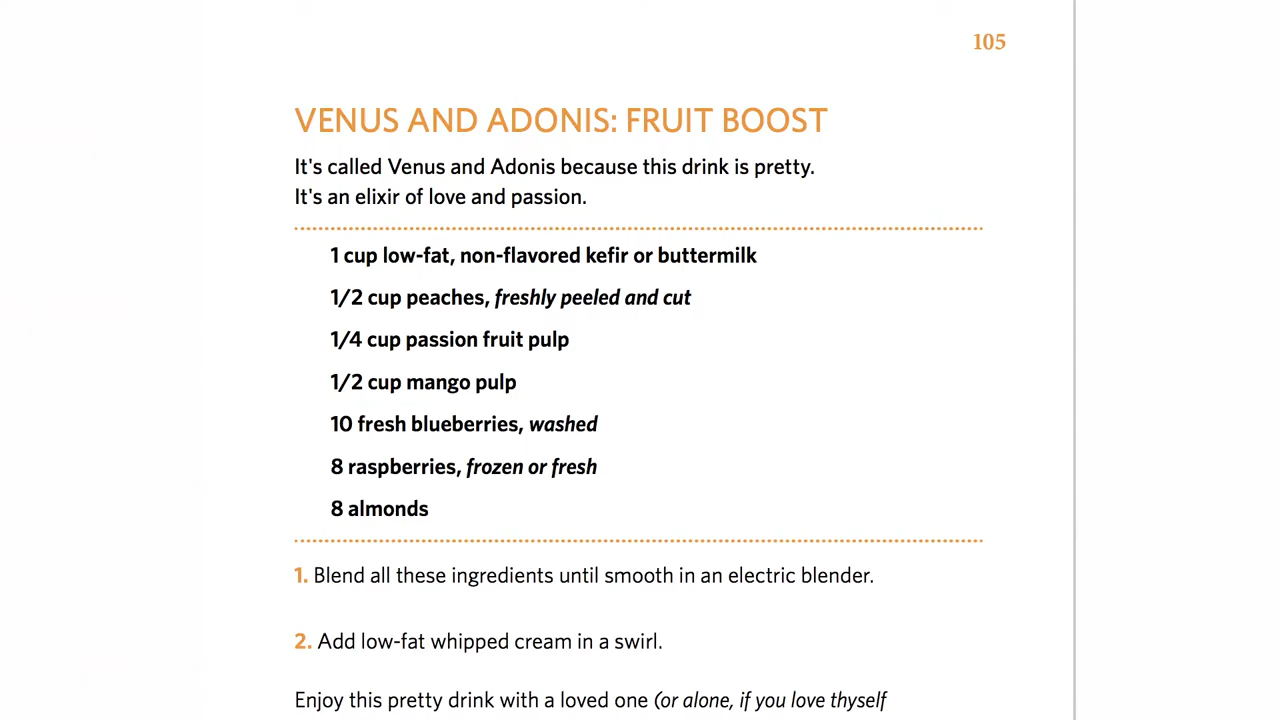 105
VENUS AND ADONIS: FRUIT BOOST
It's called Venus and Adonis because this drink is pretty.
It's an elixir of love and passion.
1 cup low-fat, non-flavored kefir or buttermilk
1/2 cup peaches, freshly peeled and cut
1/4 cup passion fruit pulp
1/2 cup mango pulp
10 fresh blueberries, washed
8 raspberries, frozen or fresh
8 almonds
1. Blend all these ingredients until smooth in an electric blender.
2. Add low-fat whipped cream in a swirl.
Enjoy this pretty drink with a loved one (or alone, if you love thyself